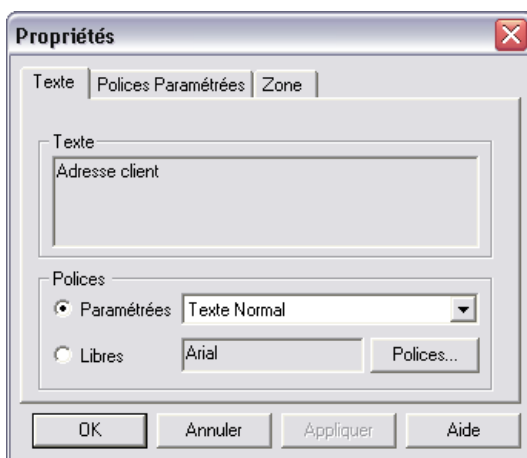 Propriétés
Texte Polices Paramétrées Zone
Texte
Adresse client
Polices
Paramétrées Texte Normal
Libres Arial Polices...
OK Annuler Appliquer Aide